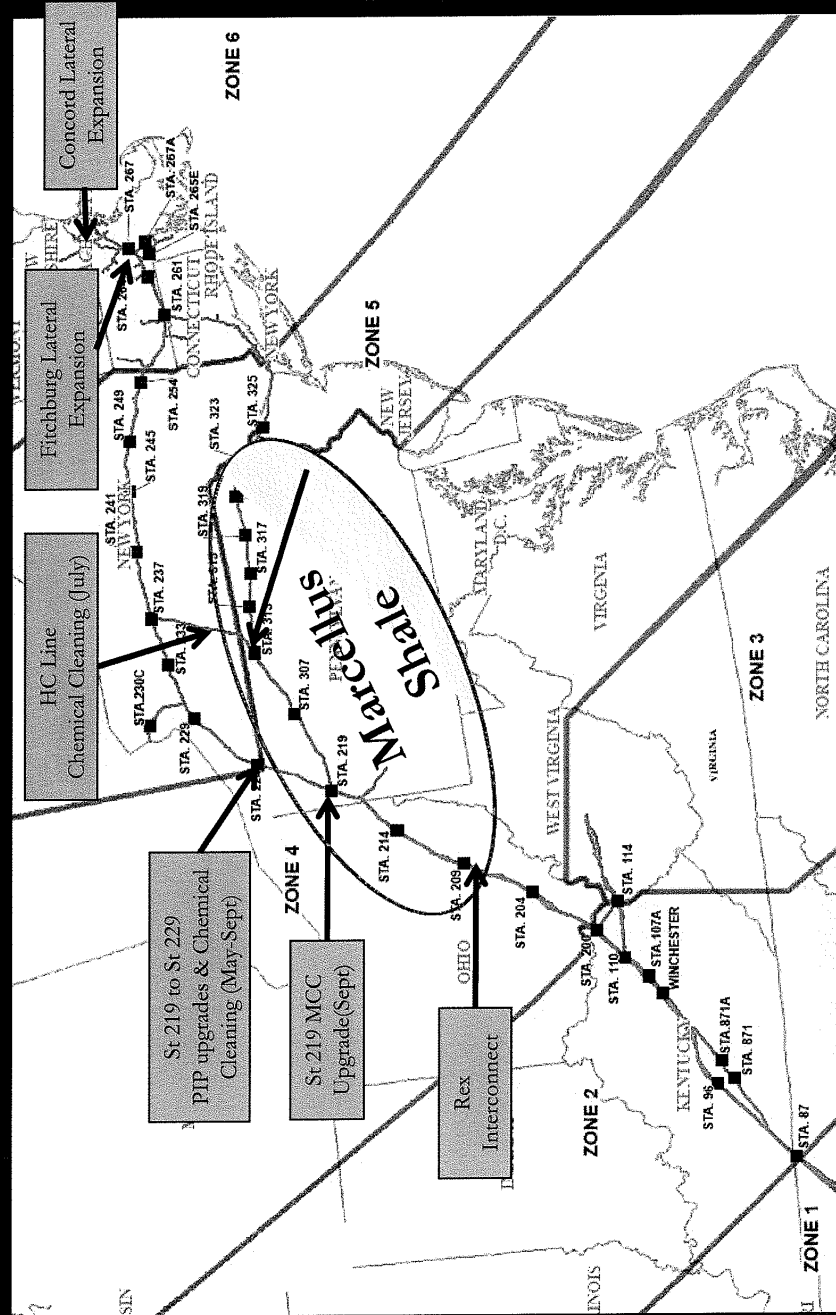 Concord Lateral
Expansion
Fitchburg Lateral
Expansion
HC Line
Chemical Cleaning (July)
St 219 to St 229
PIP upgrades & Chemical
Cleaning (May-Sept)
St 219 MCC
Upgrade(Sept)
Rex
Interconnect
Marcellus
Shale
ZONE 1
ZONE 2
ZONE 3
ZONE 4
ZONE 5
ZONE 6
STA. 87
STA. 96
STA. 871
STA.871A
WINCHESTER
STA.107A
STA. 110
STA. 114
STA. 200
STA. 204
STA. 209
STA. 214
STA. 219
STA. 229
STA.230C
STA. 237
STA. 241
STA. 245
STA. 249
STA. 254
STA. 261
STA. 265E
STA. 267A
STA. 267
STA. 307
STA. 313
STA. 317
STA. 319
STA. 323
STA. 325
NEW YORK
NEW YORK
CONNECTICUT
RHODE ISLAND
NEW
JERSEY
MARYLAND
D.C.
VIRGINIA
WEST VIRGINIA
VIRGINIA
NORTH CAROLINA
KENTUCKY
OHIO